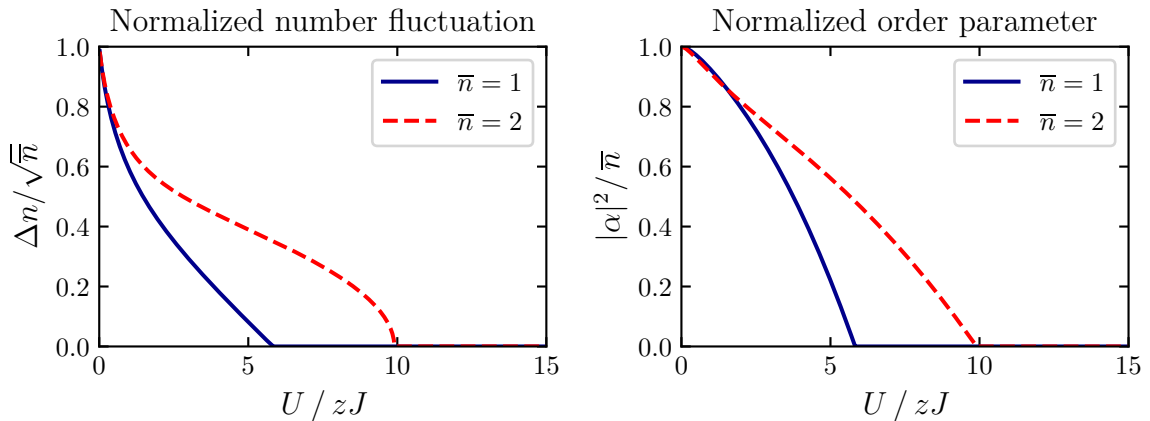 Normalized number fluctuation
Δn/√n̅
1.0
0.8
0.6
0.4
0.2
0.0
n̅ = 1
n̅ = 2
0 5 10 15
U / zJ
Normalized order parameter
|α|²/n̅
1.0
0.8
0.6
0.4
0.2
0.0
n̅ = 1
n̅ = 2
0 5 10 15
U / zJ